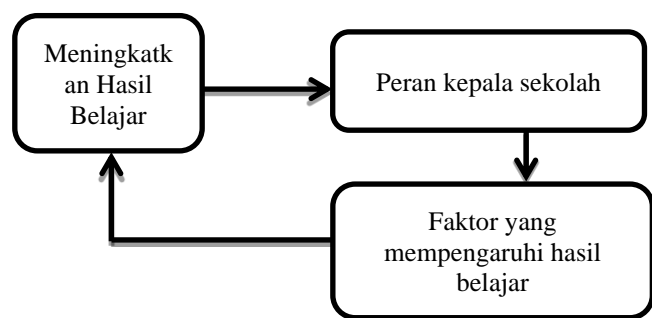 Meningkatk
an Hasil
Belajar
Peran kepala sekolah
Faktor yang
mempengaruhi hasil
belajar